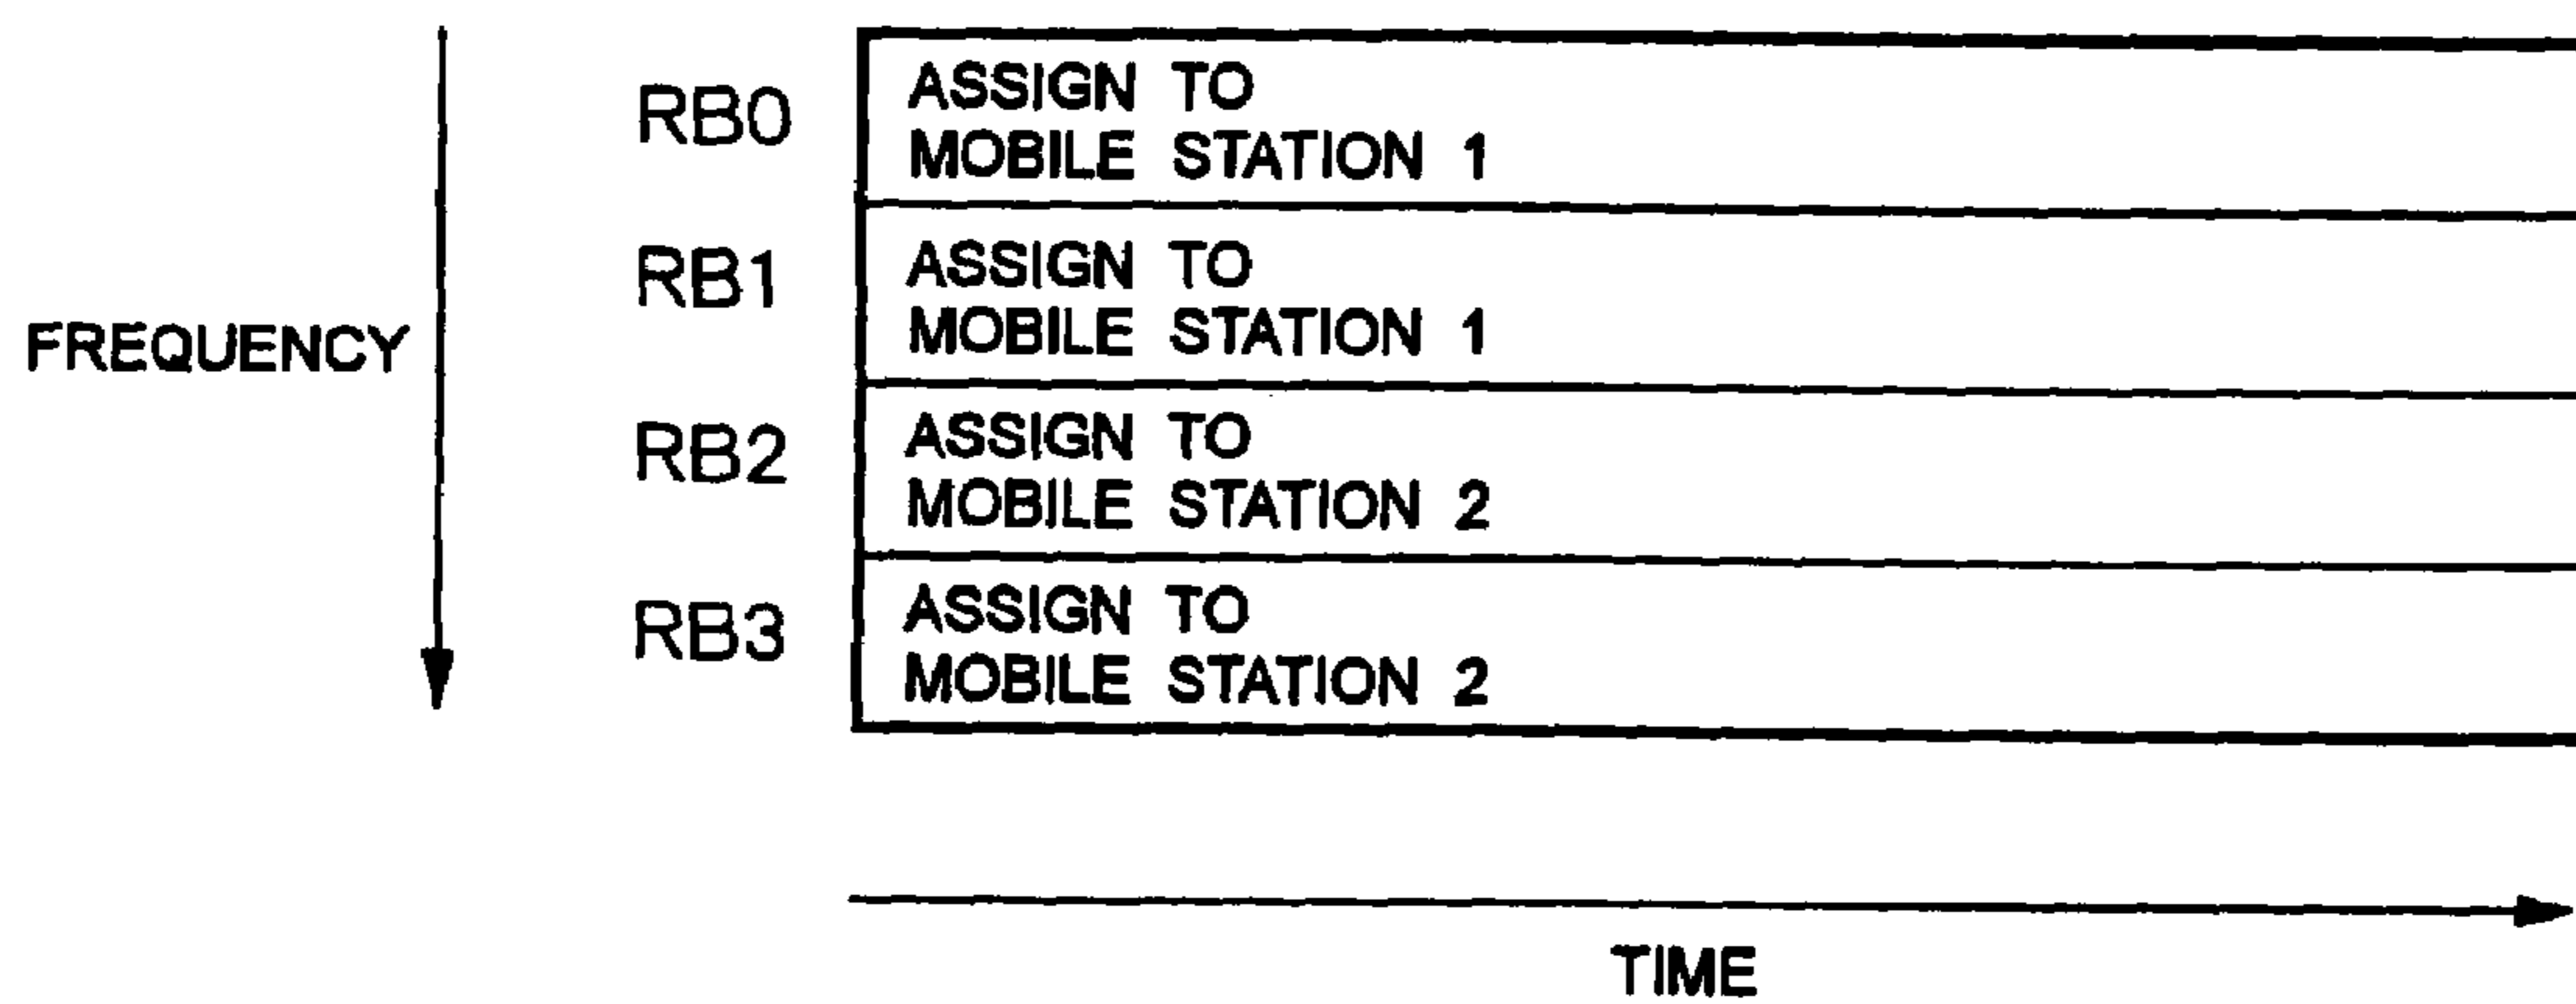 FREQUENCY
RB0
ASSIGN TO
MOBILE STATION 1
RB1
ASSIGN TO
MOBILE STATION 1
RB2
ASSIGN TO
MOBILE STATION 2
RB3
ASSIGN TO
MOBILE STATION 2
TIME